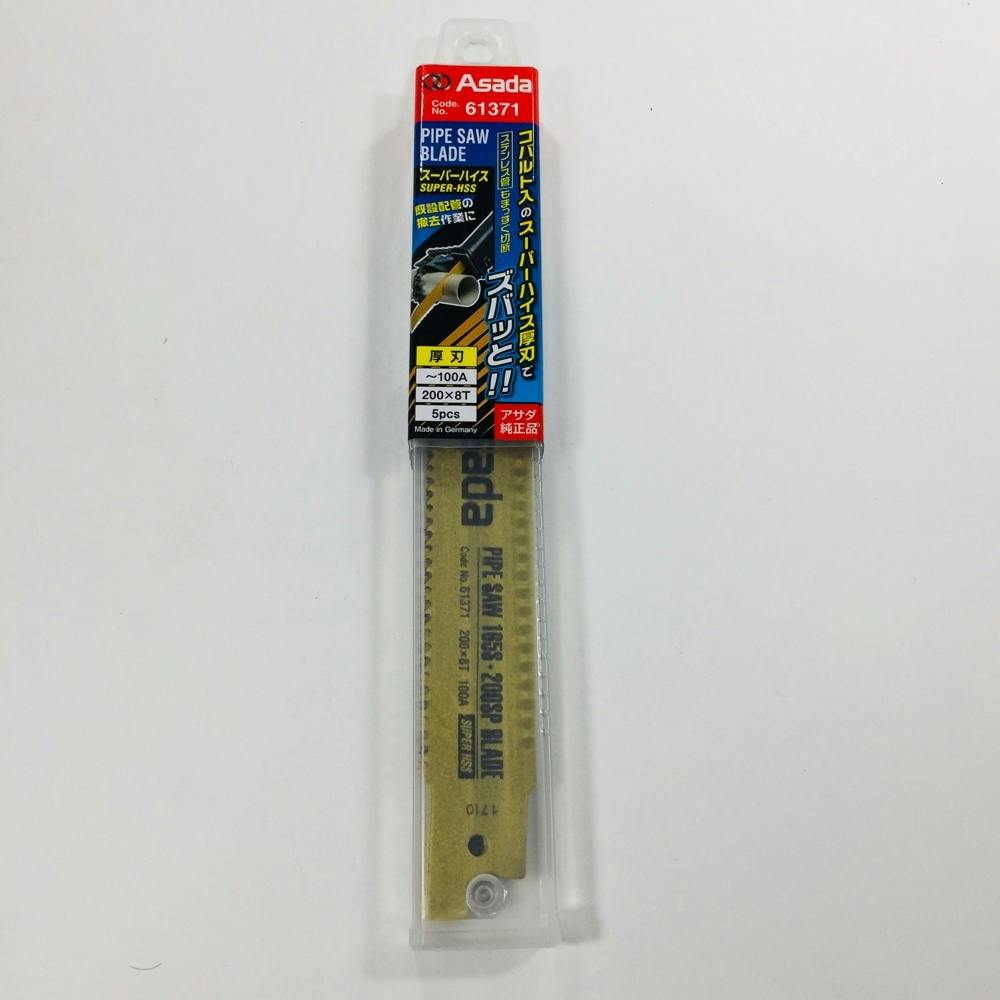 Asada
Code. No. 61371
PIPE SAW
BLADE
スーパーハイス
SUPER-HSS
既設配管の
撤去作業に
コバルト入のスーパーハイス厚刃で
ステンレス管もまっすぐ切断
ズバッと!!
厚刃
～100A
200×8T
5pcs
Made in Germany
アサダ
純正品
sada
PIPE SAW 165S・200SP BLADE
Code No.61371 200×8T 100A SUPER HSS
1710